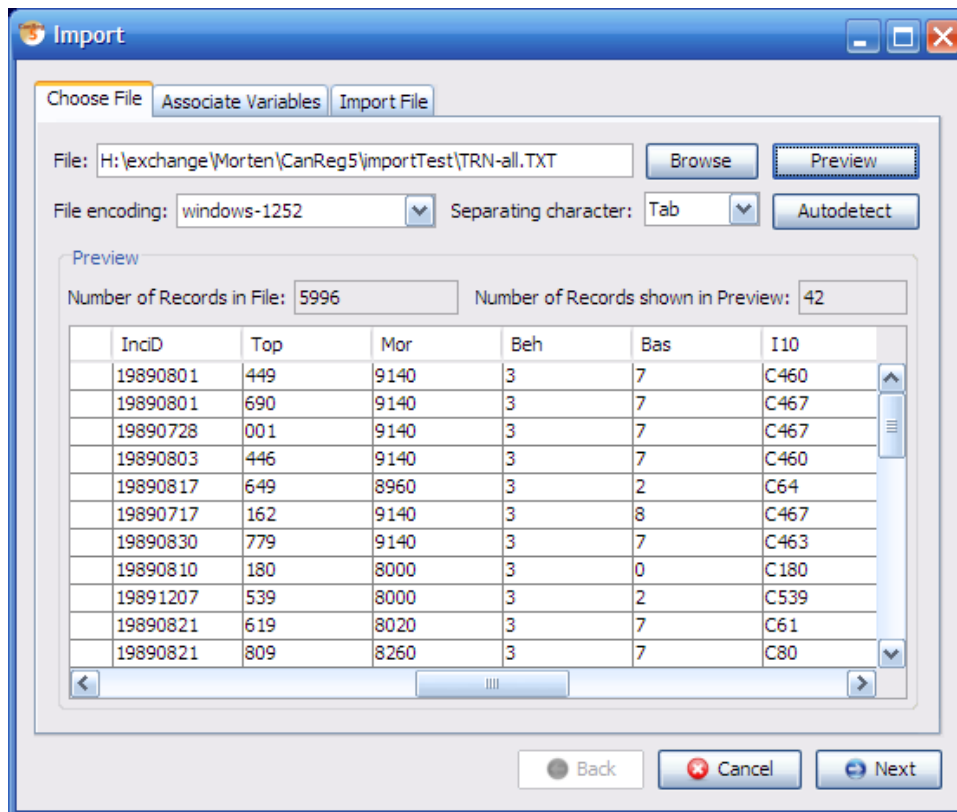 Import
Choose File Associate Variables Import File
File: H:\exchange\Morten\CanReg5\importTest\TRN-all.TXT Browse Preview
File encoding: windows-1252 Separating character: Tab Autodetect
Preview
Number of Records in File: 5996 Number of Records shown in Preview: 42
InciD Top Mor Beh Bas I10
19890801 449 9140 3 7 C460
19890801 690 9140 3 7 C467
19890728 001 9140 3 7 C467
19890803 446 9140 3 7 C460
19890817 649 8960 3 2 C64
19890717 162 9140 3 8 C467
19890830 779 9140 3 7 C463
19890810 180 8000 3 0 C180
19891207 539 8000 3 2 C539
19890821 619 8020 3 7 C61
19890821 809 8260 3 7 C80
Back Cancel Next